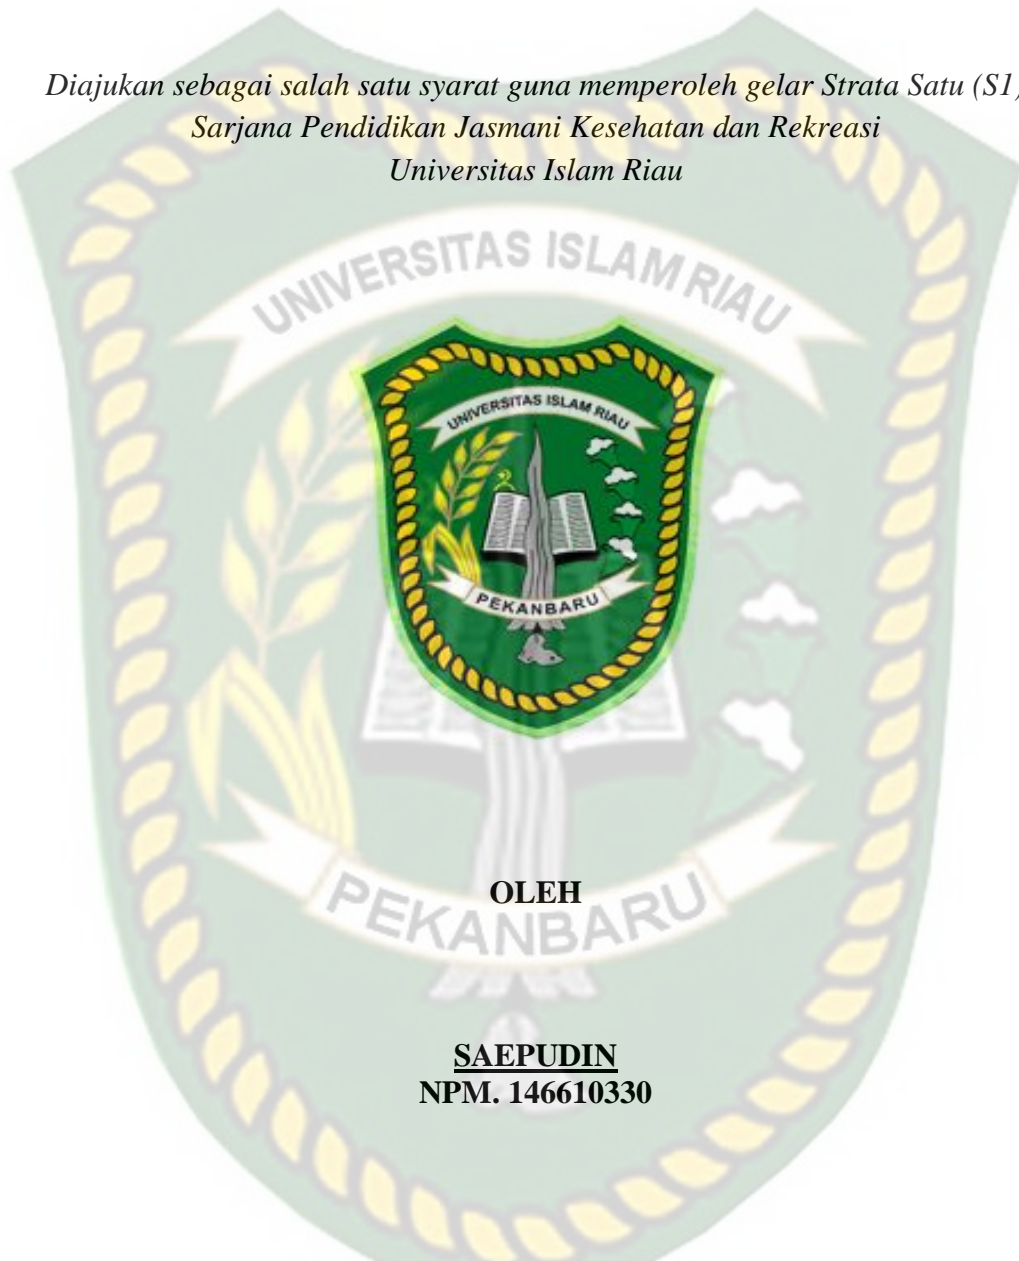 Diajukan sebagai salah satu syarat guna memperoleh gelar Strata Satu (S1)
Sarjana Pendidikan Jasmani Kesehatan dan Rekreasi
Universitas Islam Riau
UNIVERSITAS ISLAM RIAU
UNIVERSITAS ISLAM RIAU
PEKANBARU
OLEH
PEKANBARU
SAEPUDIN
NPM. 146610330